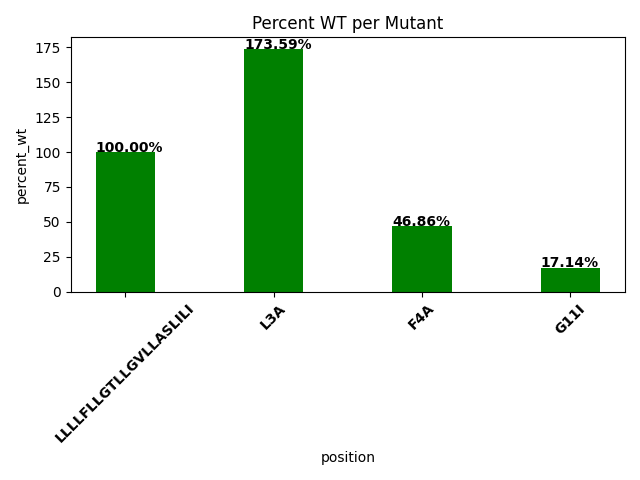 Percent WT per Mutant
percent_wt
175
150
125
100
75
50
25
0
100.00%
173.59%
46.86%
17.14%
LLLLFLLGTLLGVLLASLILI
L3A
F4A
G11I
position